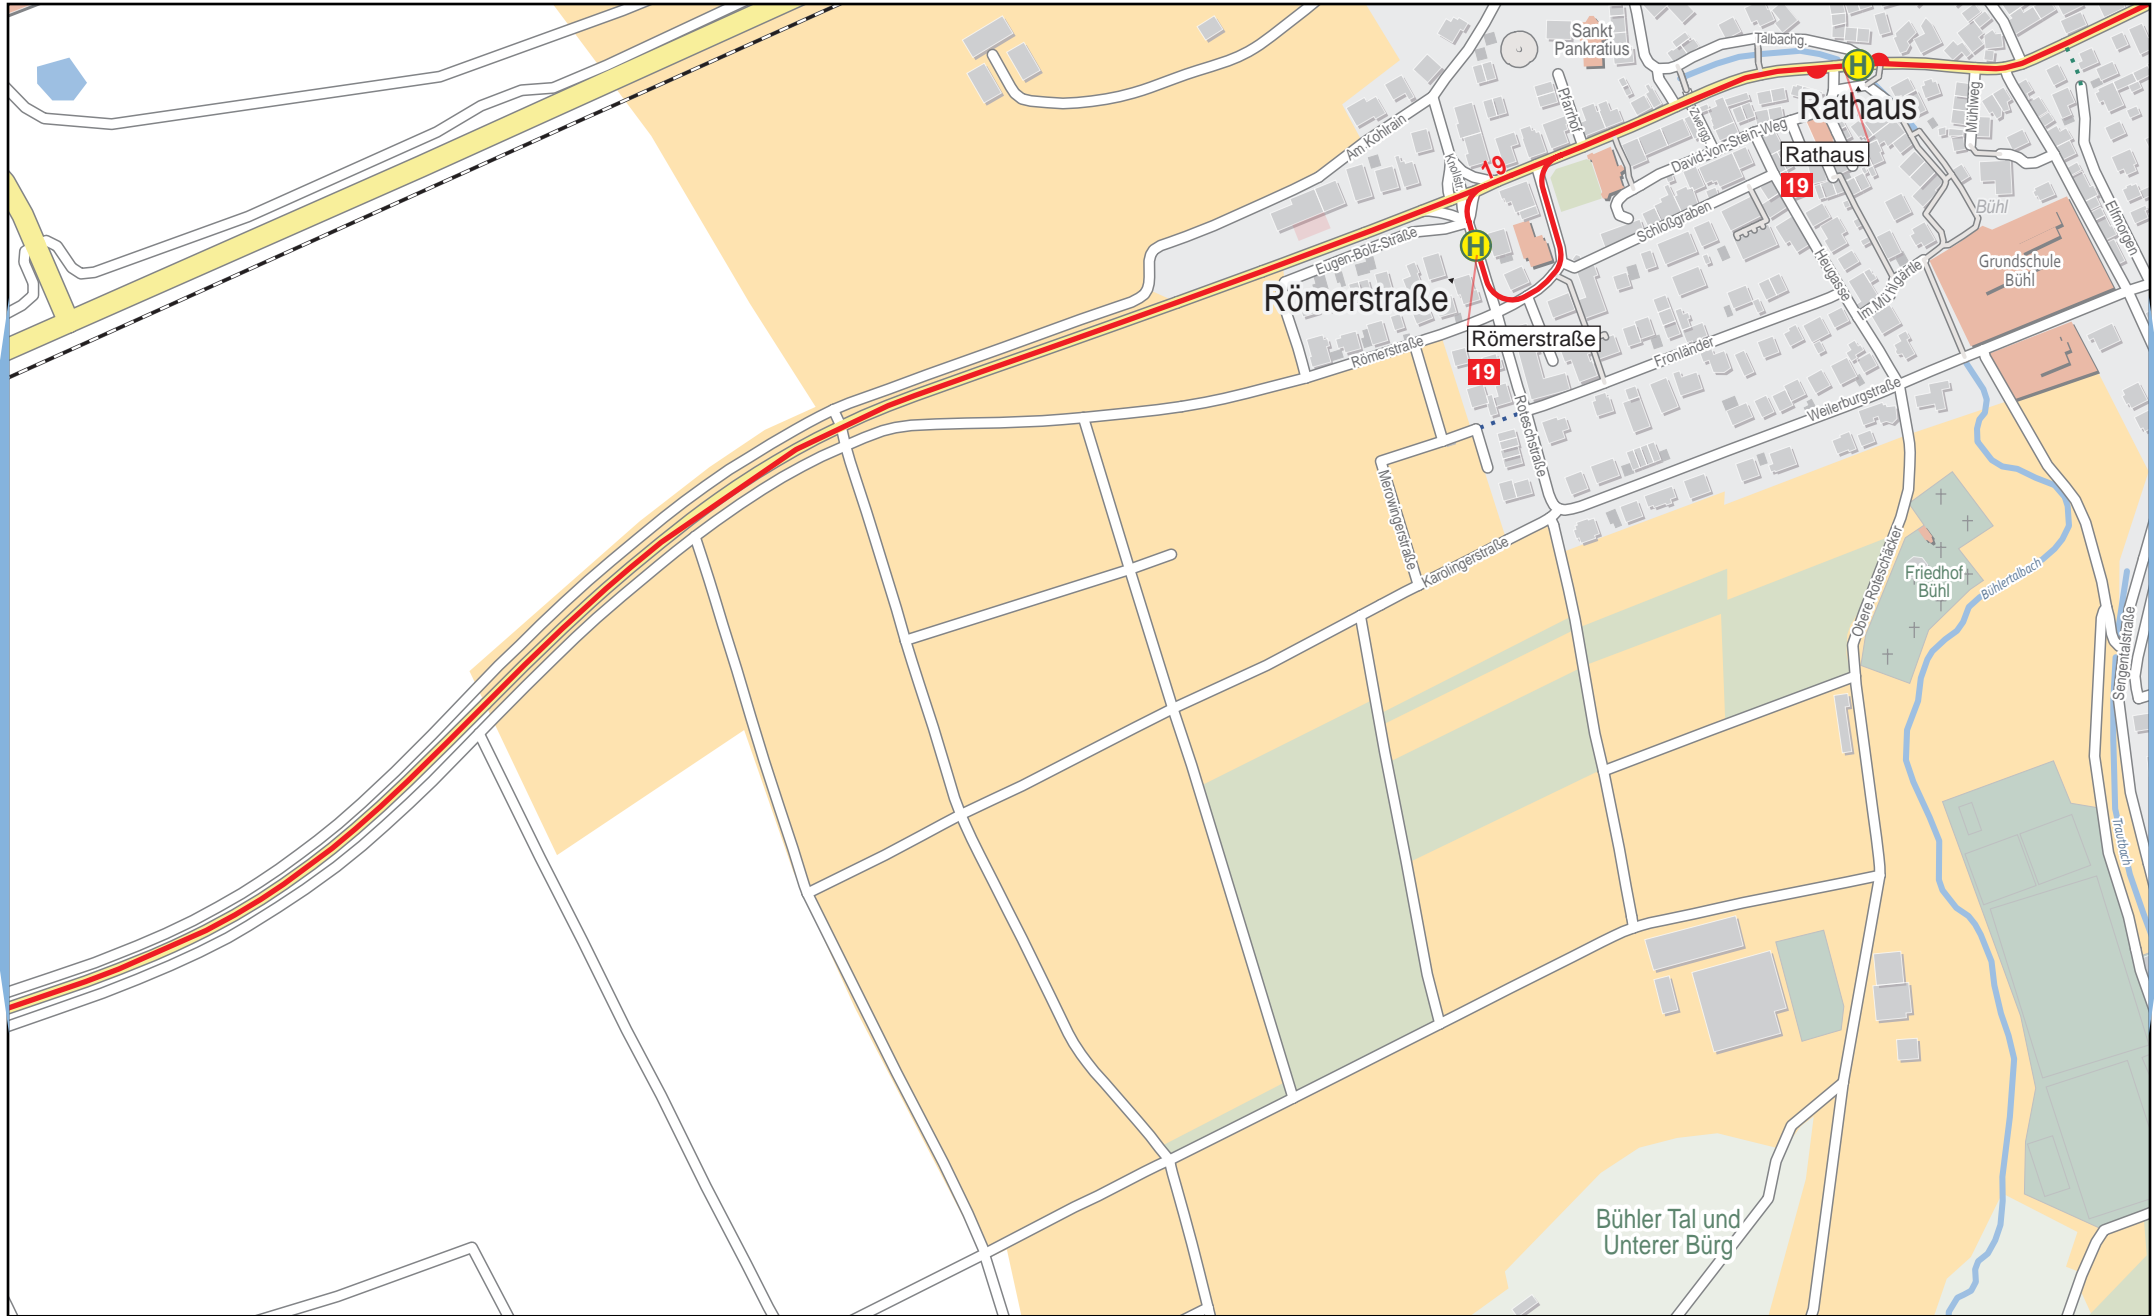 Sankt
Pankratius
Talbachg.
Rathaus
Rathaus
19
Pfarrhof
Zwergg.
David-von-Stein-Weg
Mühlweg
Am Kohlrain
Knollstr.
19
Schloßgraben
Bühl
Elfmorgen
Grundschule
Bühl
Eugen-Bolz-Straße
Heugasse
Im Mühlgärtle
Römerstraße
Römerstraße
19
Römerstraße
Fronländer
Weilerburgstraße
Roteschstraße
Merowingerstraße
Karolingerstraße
Obere Roteschäcker
Friedhof
Bühl
Bühlertalbach
Sengentalstraße
Trautbach
Bühler Tal und
Unterer Bürg